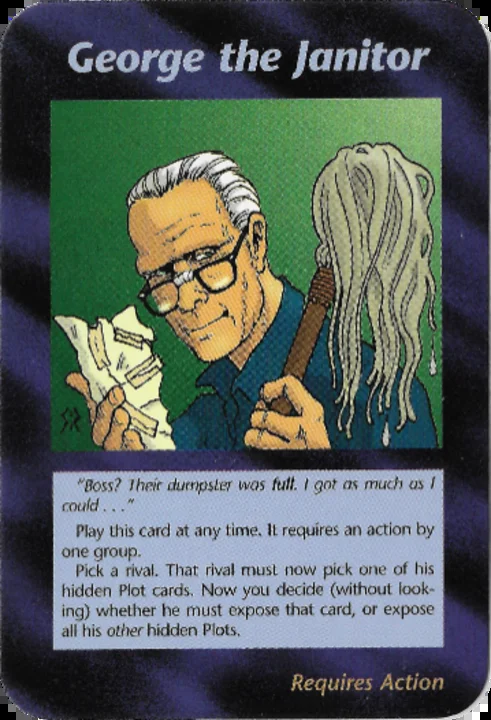 George the Janitor
"Boss? Their dumpster was full. I got as much as I
could . . ."
Play this card at any time. It requires an action by
one group.
Pick a rival. That rival must now pick one of his
hidden Plot cards. Now you decide (without look-
ing) whether he must expose that card, or expose
all his other hidden Plots.
Requires Action